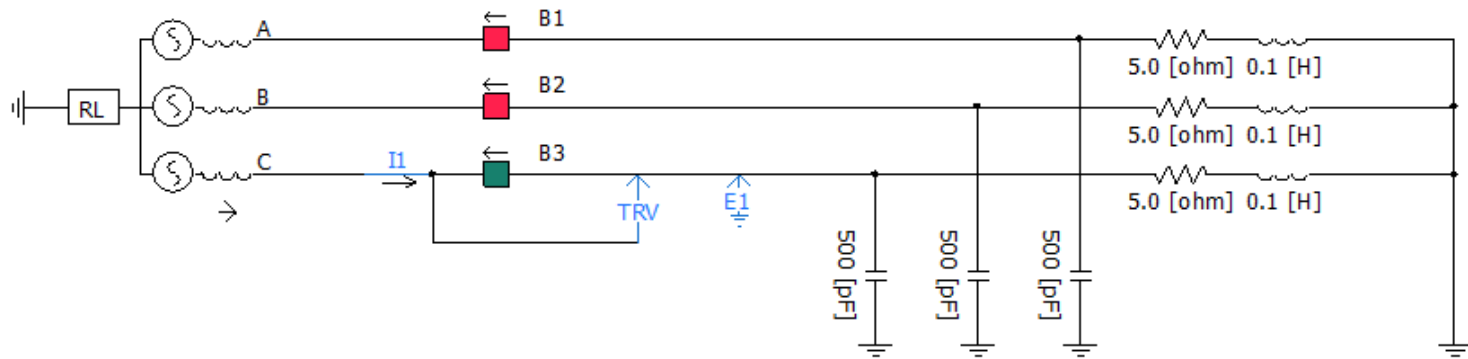 A
B1
5.0 [ohm] 0.1 [H]
RL
B
B2
5.0 [ohm] 0.1 [H]
C
I1
B3
5.0 [ohm] 0.1 [H]
TRV
E1
500 [pF]
500 [pF]
500 [pF]